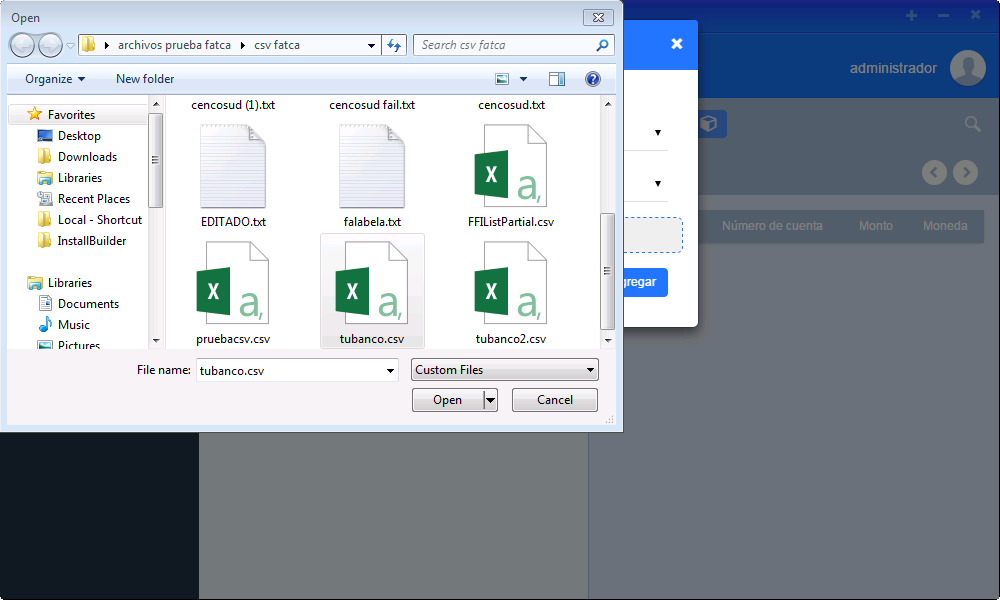 Open
archivos prueba fatca
csv fatca
Search csv fatca
administrador
Organize
New folder
Favorites
Desktop
Downloads
Libraries
Recent Places
Local - Shortcut
InstallBuilder
Libraries
Documents
Music
Pictures
cencosud (1).txt
cencosud fail.txt
cencosud.txt
EDITADO.txt
falabela.txt
FFIListPartial.csv
pruebacsv.csv
tubanco.csv
tubanco2.csv
Número de cuenta
Monto
Moneda
gregar
File name:
tubanco.csv
Custom Files
Open
Cancel